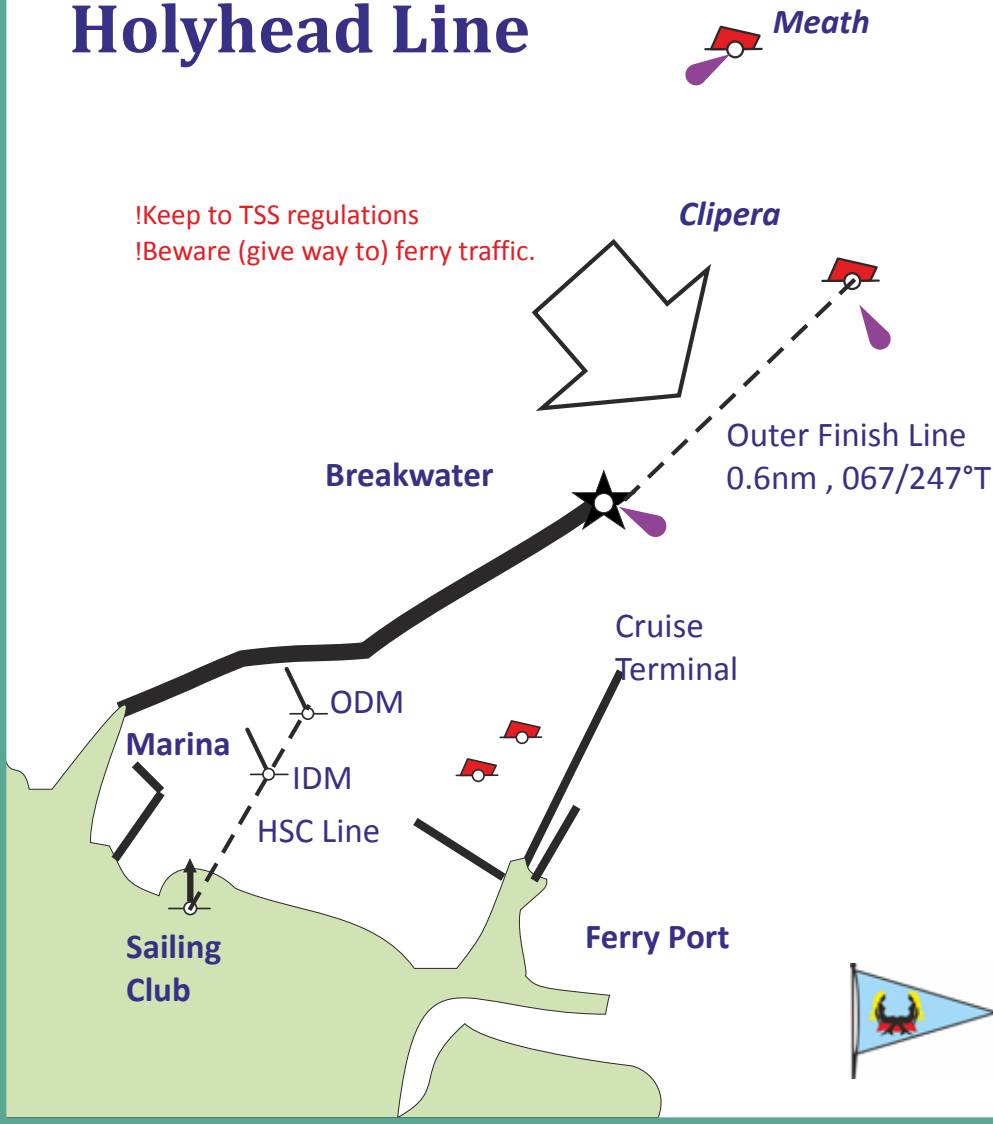 Holyhead Line
Meath
!Keep to TSS regulations
!Beware (give way to) ferry traffic.
Clipera
Outer Finish Line
0.6nm , 067/247°T
Breakwater
Cruise
Terminal
ODM
Marina
IDM
HSC Line
Sailing
Club
Ferry Port